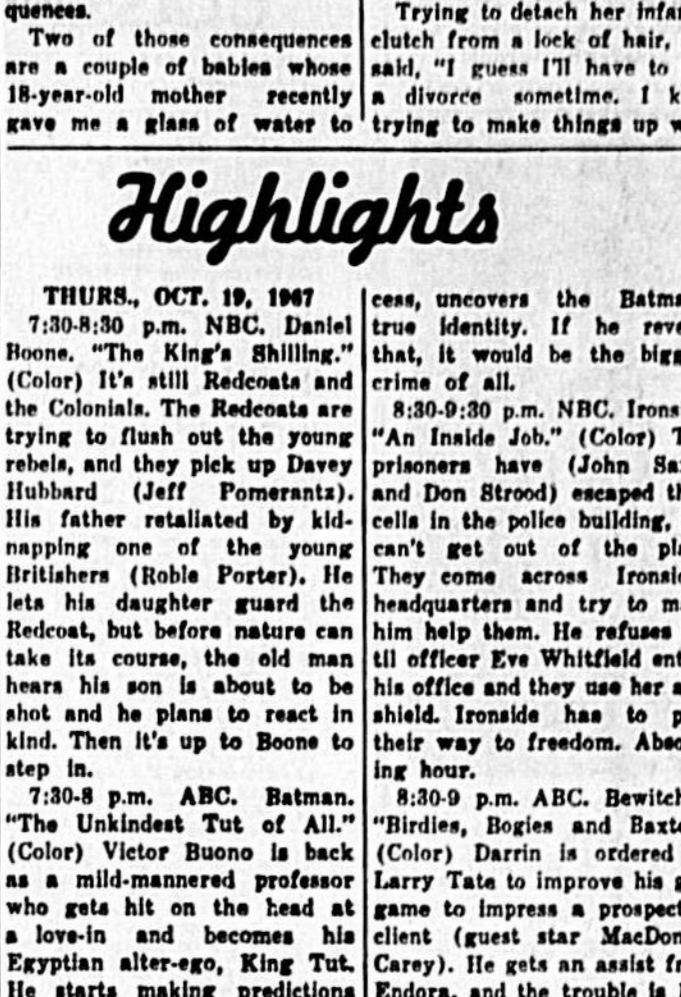 quences.
Two of those consequences
are a couple of babies whose
18-year-old mother recently
gave me a glass of water to
Trying to detach her infan
clutch from a lock of hair,
said, "I guess I'll have to
a divorce sometime. I k
trying to make things up w
Highlights
THURS., OCT. 19, 1967
7:30-8:30 p.m. NBC. Daniel
Boone. "The King's Shilling."
(Color) It's still Redcoats and
the Colonials. The Redcoats are
trying to flush out the young
rebels, and they pick up Davey
Hubbard (Jeff Pomerantz).
His father retaliated by kid-
napping one of the young
Britishers (Robie Porter). He
lets his daughter guard the
Redcoat, but before nature can
take its course, the old man
hears his son is about to be
shot and he plans to react in
kind. Then it's up to Boone to
step in.
7:30-8 p.m. ABC. Batman.
"The Unkindest Tut of All."
(Color) Victor Buono is back
as a mild-mannered professor
who gets hit on the head at
a love-in and becomes his
Egyptian alter-ego, King Tut.
He starts making predictions
cess, uncovers the Batma
true identity. If he reve
that, it would be the bigg
crime of all.
8:30-9:30 p.m. NBC. Irons
"An Inside Job." (Color) T
prisoners have (John Sax
and Don Strood) escaped th
cells in the police building,
can't get out of the pla
They come across Ironsid
headquarters and try to m
him help them. He refuses
til officer Eve Whitfield ent
his office and they use her a
shield. Ironside has to p
their way to freedom. Abso
ing hour.
8:30-9 p.m. ABC. Bewitch
"Birdies, Bogies and Baxte
(Color) Darrin is ordered
Larry Tate to improve his g
game to impress a prospect
client (guest star MacDon
Carey). He gets an assist fr
Endora, and the trouble is